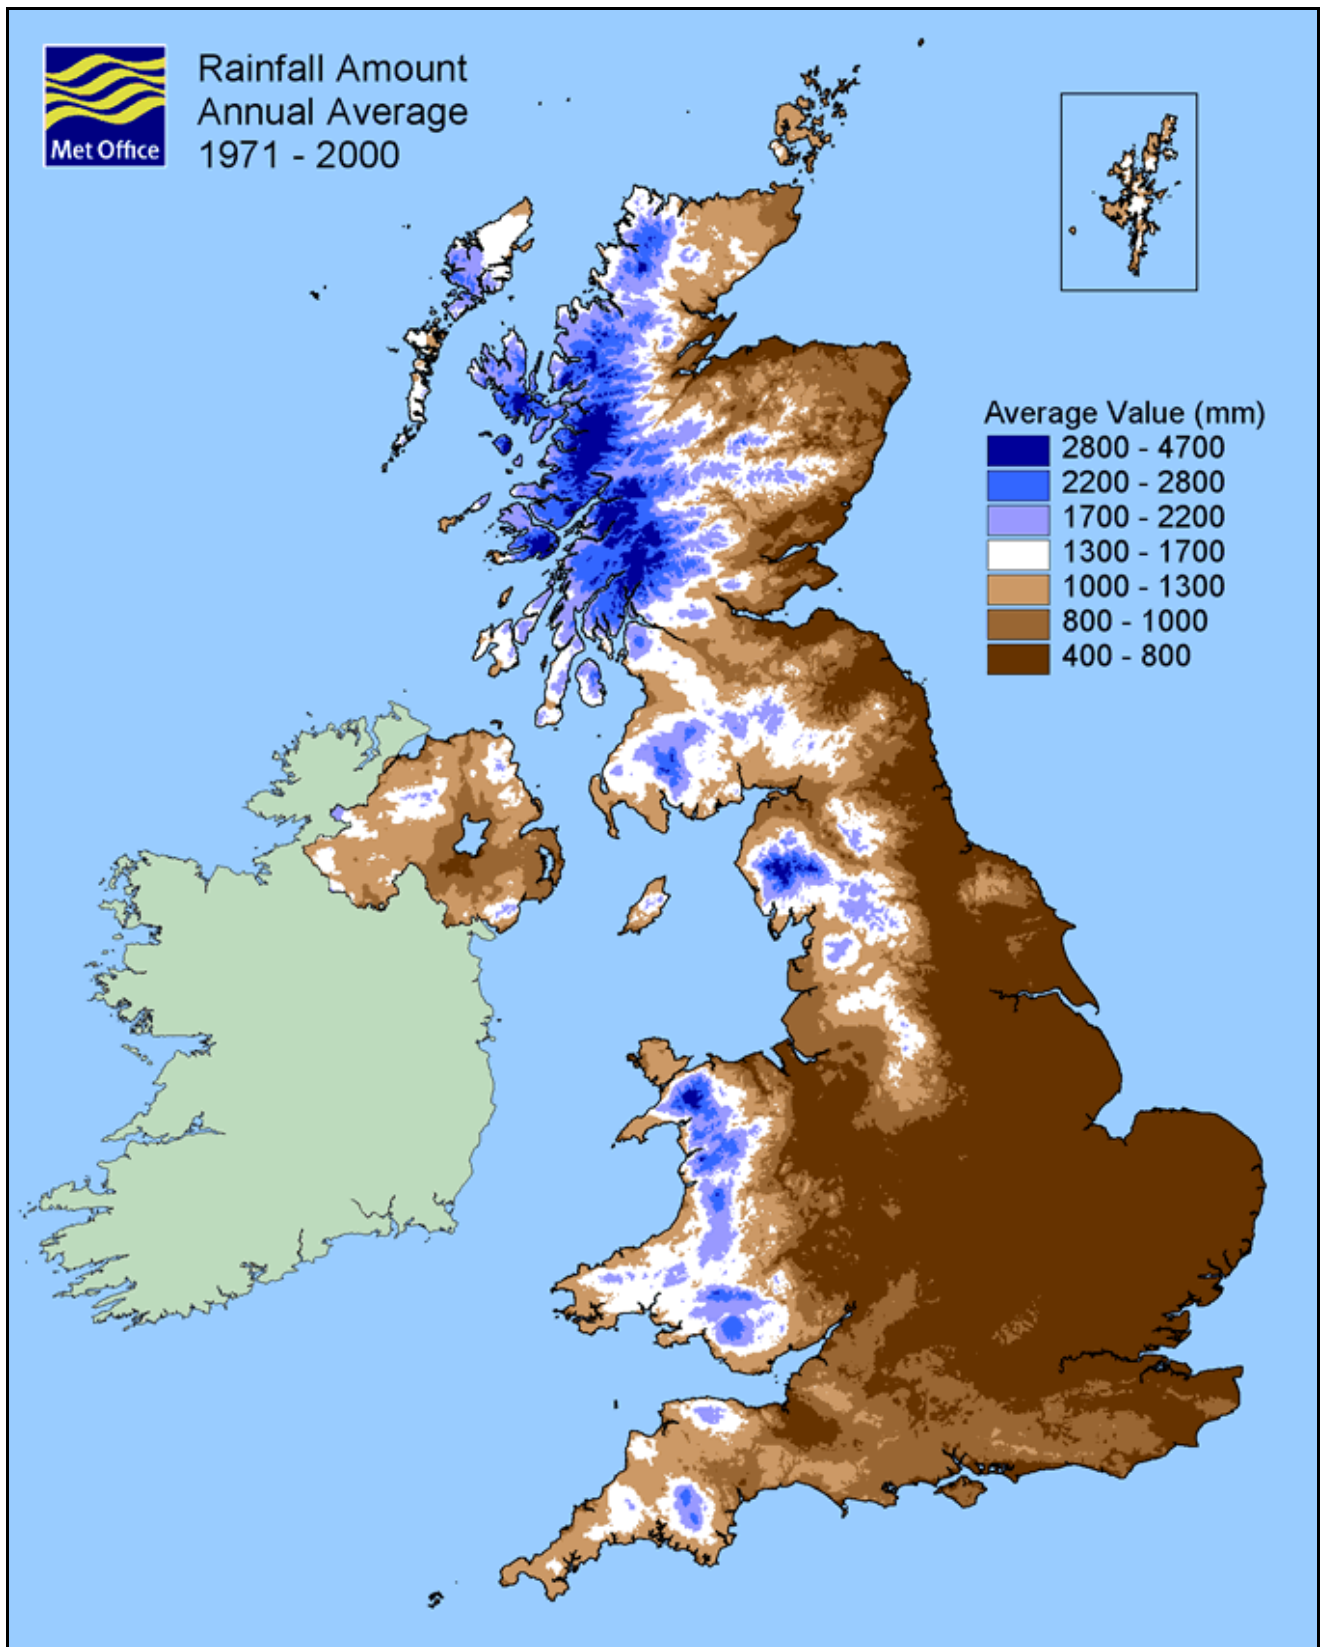 Met Office
Rainfall Amount
Annual Average
1971 - 2000
Average Value (mm)
2800 - 4700
2200 - 2800
1700 - 2200
1300 - 1700
1000 - 1300
800 - 1000
400 - 800